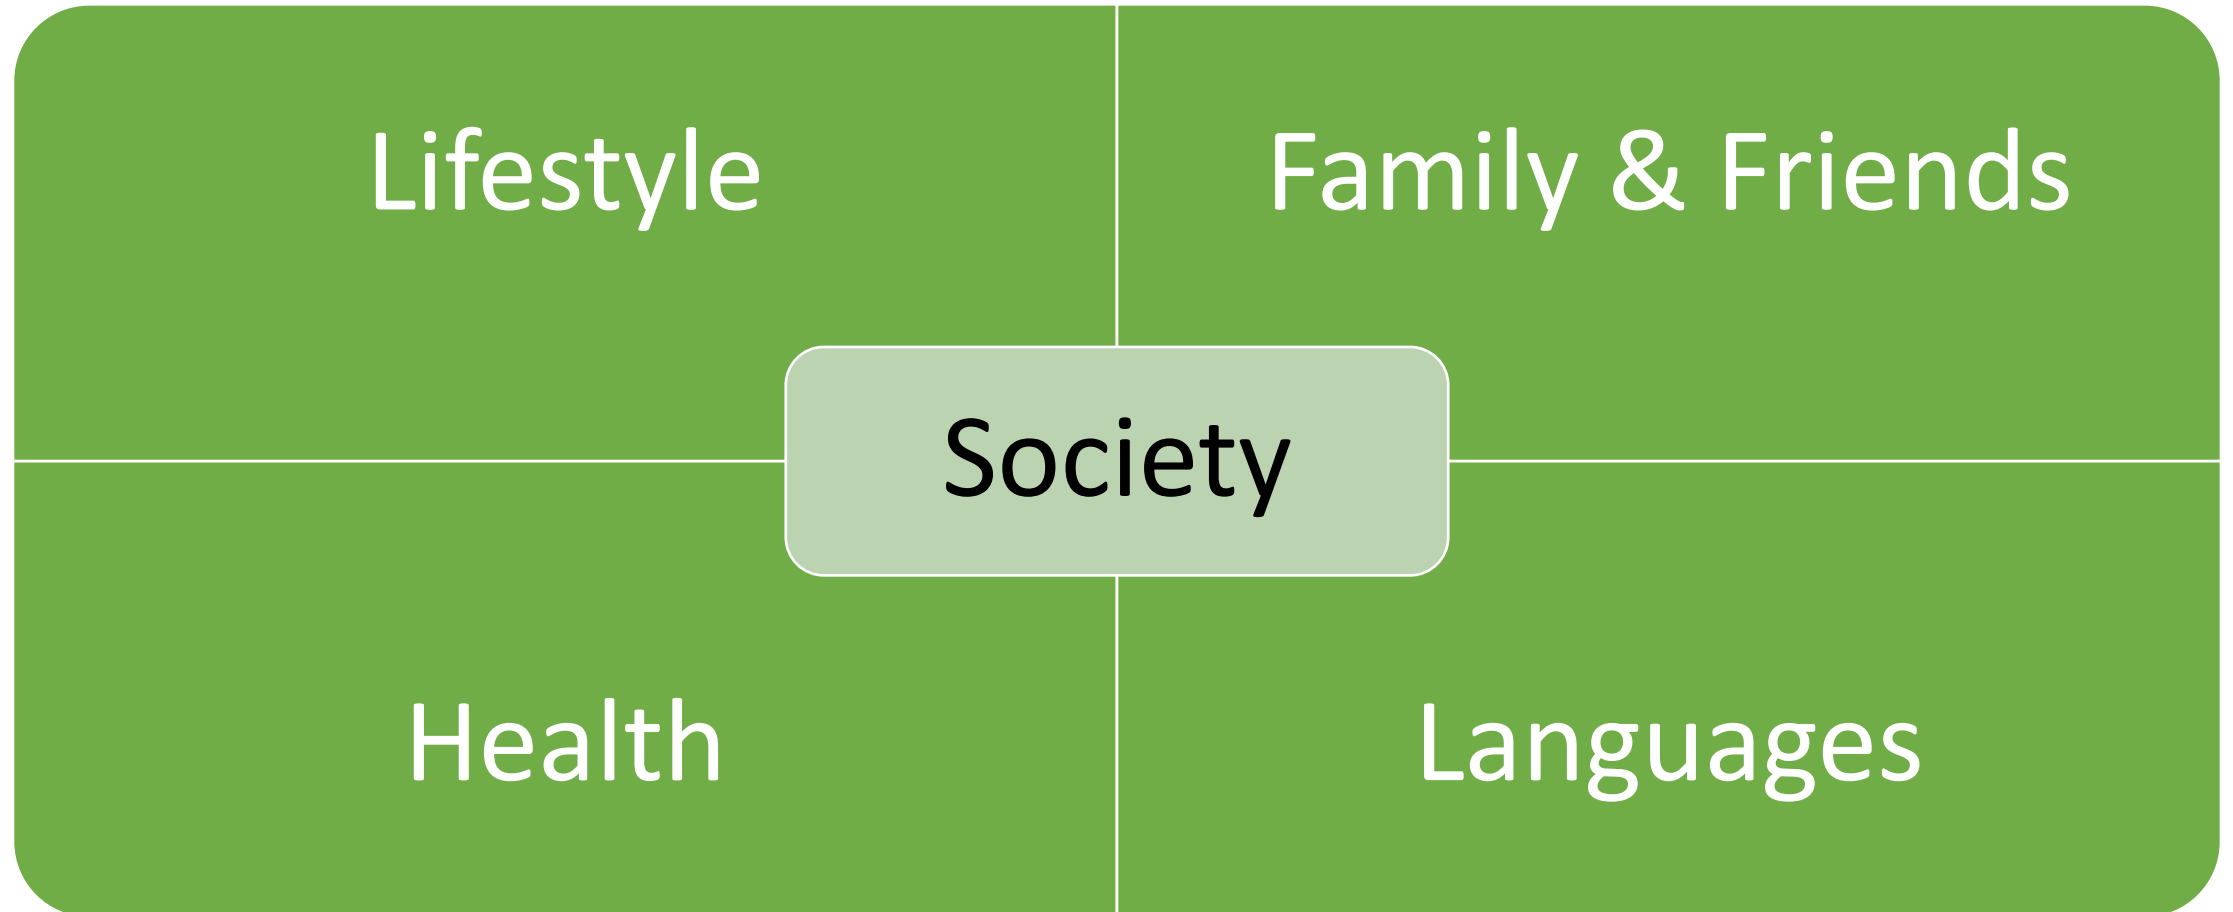 Lifestyle
Family & Friends
Society
Health
Languages